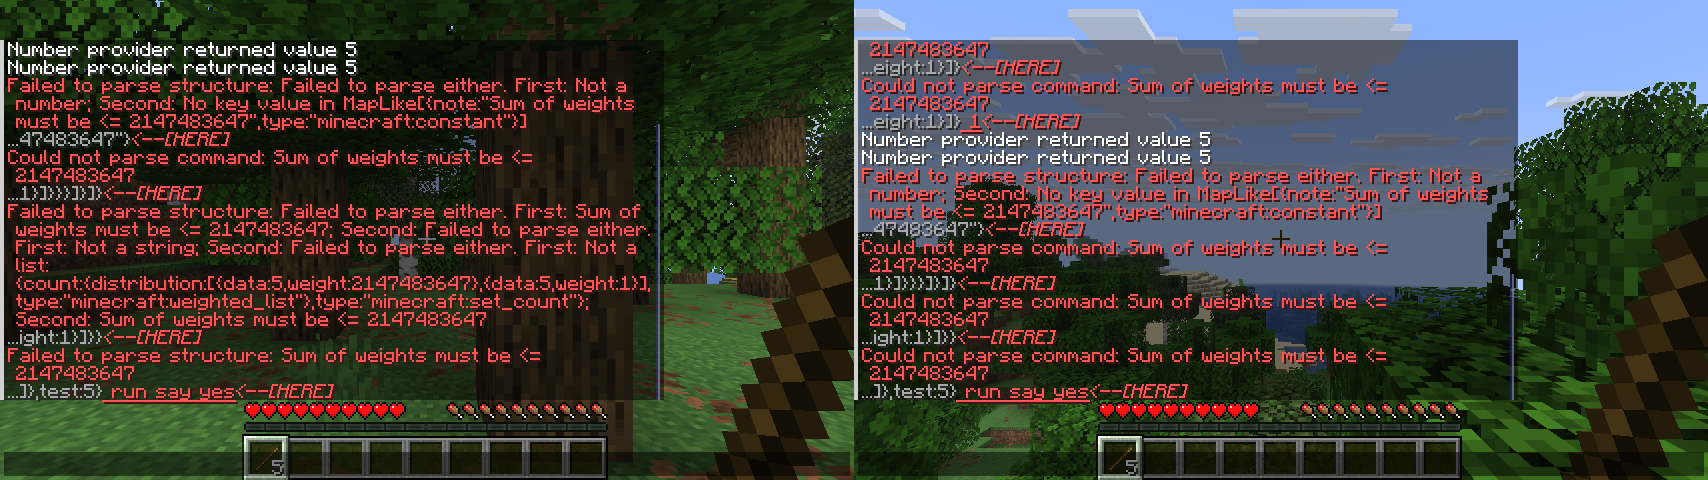 Number provider returned value 5
Number provider returned value 5
Failed to parse structure: Failed to parse either. First: Not a
number; Second: No key value in MapLike[{note:"Sum of weights
must be <= 2147483647",type:"minecraft:constant"}]
...47483647"}<--[HERE]
Could not parse command: Sum of weights must be <=
2147483647
...1}]}}}]}]}<--[HERE]
Failed to parse structure: Failed to parse either. First: Sum of
weights must be <= 2147483647; Second: Failed to parse either.
First: Not a string; Second: Failed to parse either. First: Not a
list:
{count:{distribution:[{data:5,weight:2147483647},{data:5,weight:1}],
type:"minecraft:weighted_list"},type:"minecraft:set_count"};
Second: Sum of weights must be <= 2147483647
...ight:1}]}}<--[HERE]
Failed to parse structure: Sum of weights must be <=
2147483647
...]},test:5} run say yes<--[HERE]
5
2147483647
...eight:1}]}<--[HERE]
Could not parse command: Sum of weights must be <=
2147483647
...eight:1}]} 1<--[HERE]
Number provider returned value 5
Number provider returned value 5
Failed to parse structure: Failed to parse either. First: Not a
number; Second: No key value in MapLike[{note:"Sum of weights
must be <= 2147483647",type:"minecraft:constant"}]
...47483647"}<--[HERE]
Could not parse command: Sum of weights must be <=
2147483647
...1}]}}}]}]}<--[HERE]
Could not parse command: Sum of weights must be <=
2147483647
...ight:1}]}}<--[HERE]
Could not parse command: Sum of weights must be <=
2147483647
...]},test:5} run say yes<--[HERE]
5